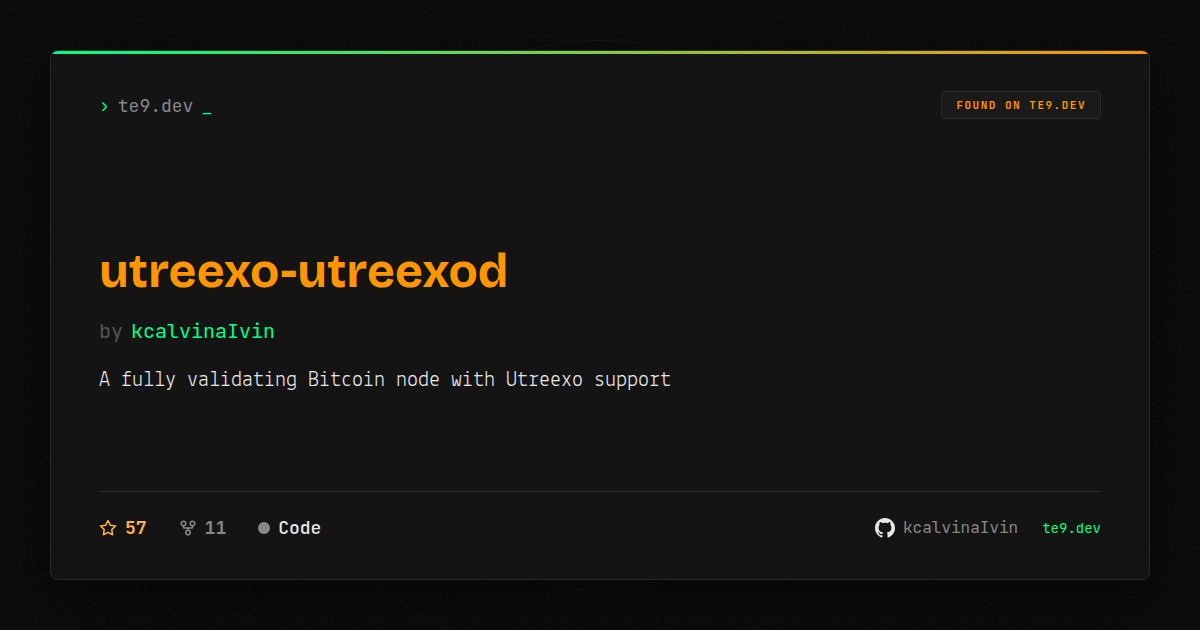 › te9.dev _
FOUND ON TE9.DEV
utreexo-utreexod
by kcalvinaIvin
A fully validating Bitcoin node with Utreexo support
57 11 Code
kcalvinaIvin te9.dev